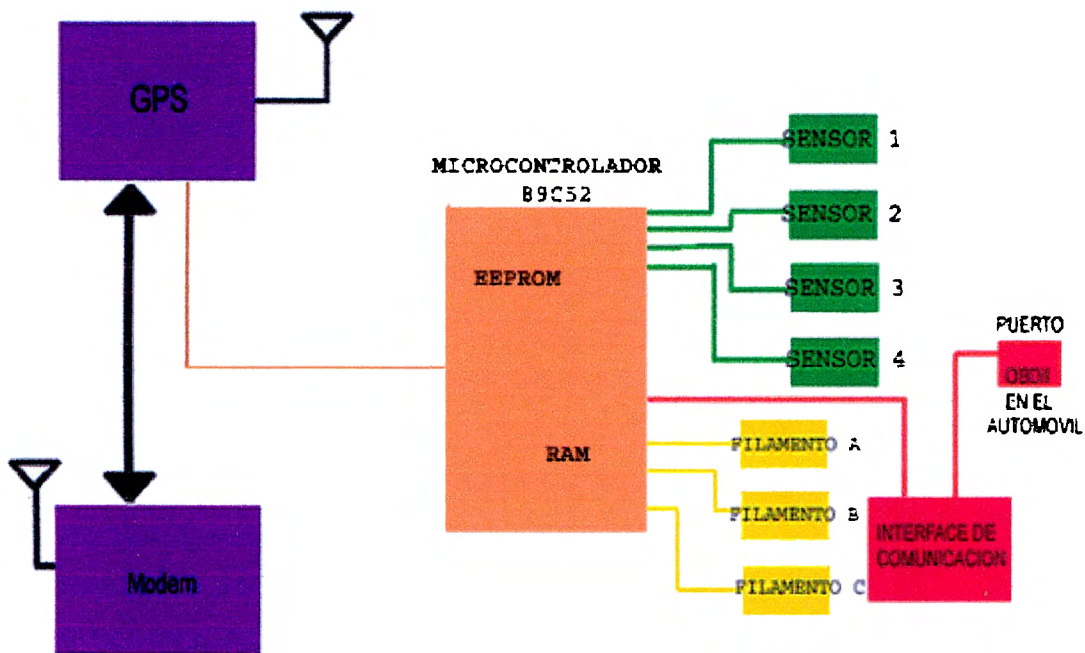 GPS
MICROCONTROLADOR
89C52
EEPROM
RAM
SENSOR 1
SENSOR 2
SENSOR 3
SENSOR 4
FILAMENTO A
FILAMENTO B
FILAMENTO C
PUERTO
OBDII
EN EL
AUTOMOVIL
INTERFACE DE
COMUNICACION
Modem